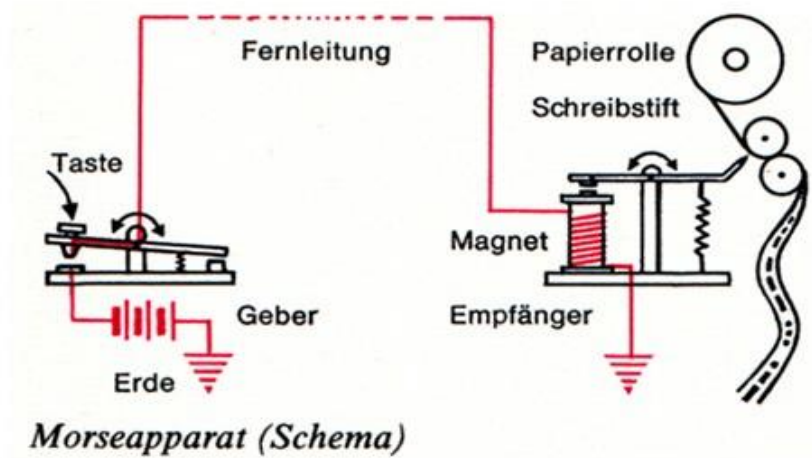 Fernleitung
Papierrolle
Schreibstift
Taste
Magnet
Geber
Empfänger
Erde
Morseapparat (Schema)